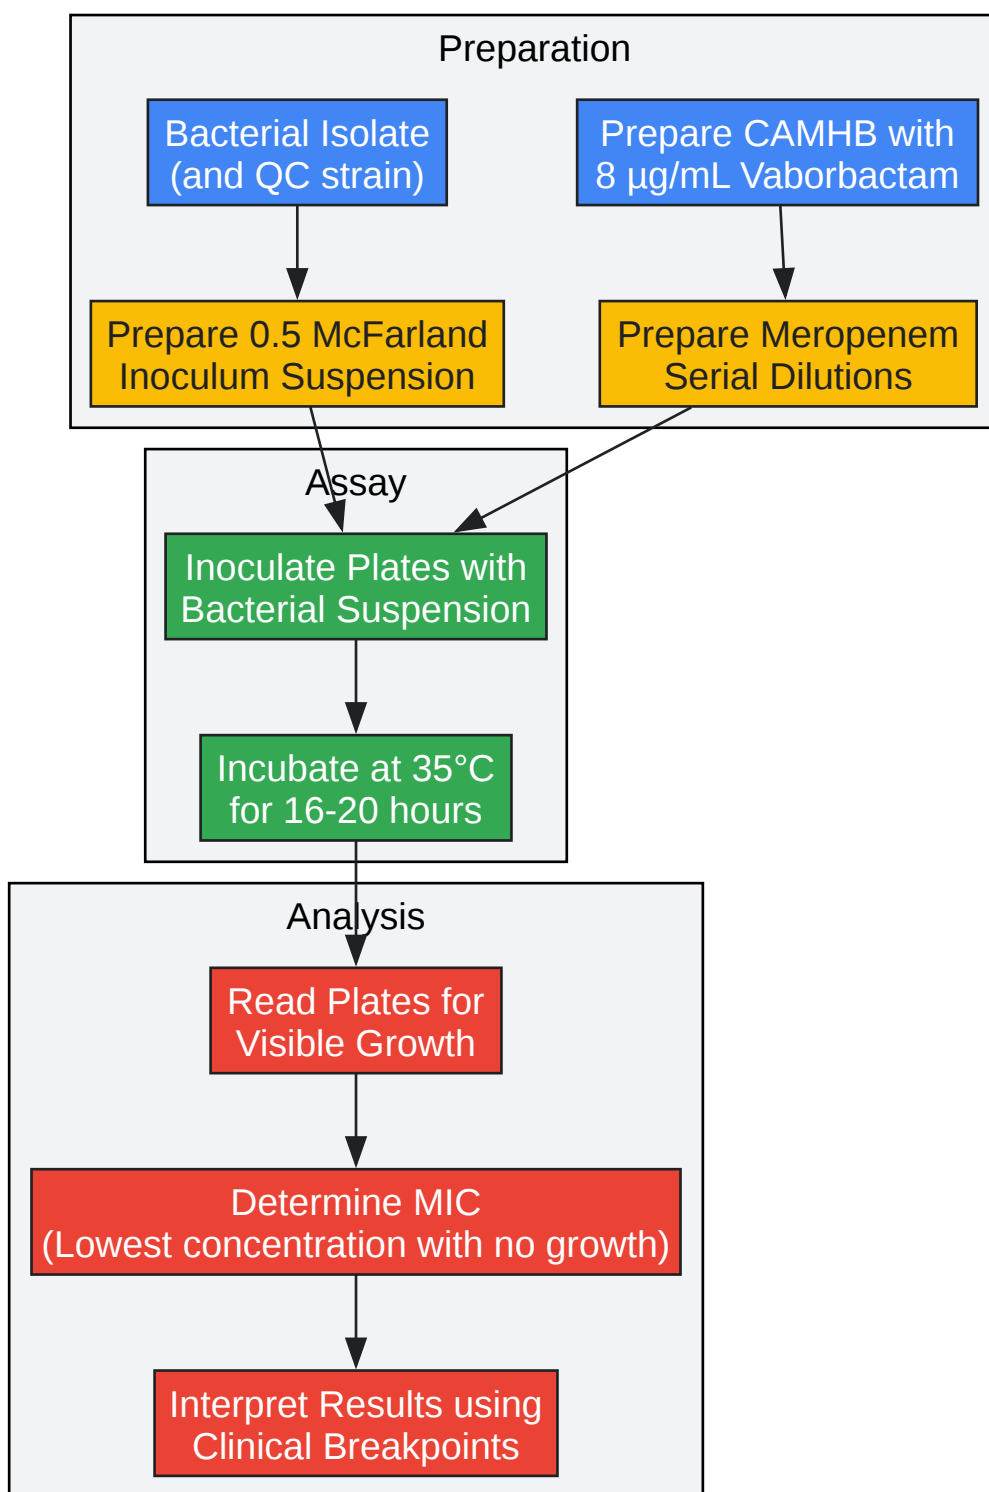 Preparation
Bacterial Isolate
(and QC strain)
Prepare CAMHB with
8 µg/mL Vaborbactam
Prepare 0.5 McFarland
Inoculum Suspension
Prepare Meropenem
Serial Dilutions
Assay
Inoculate Plates with
Bacterial Suspension
Incubate at 35°C
for 16-20 hours
Analysis
Read Plates for
Visible Growth
Determine MIC
(Lowest concentration with no growth)
Interpret Results using
Clinical Breakpoints